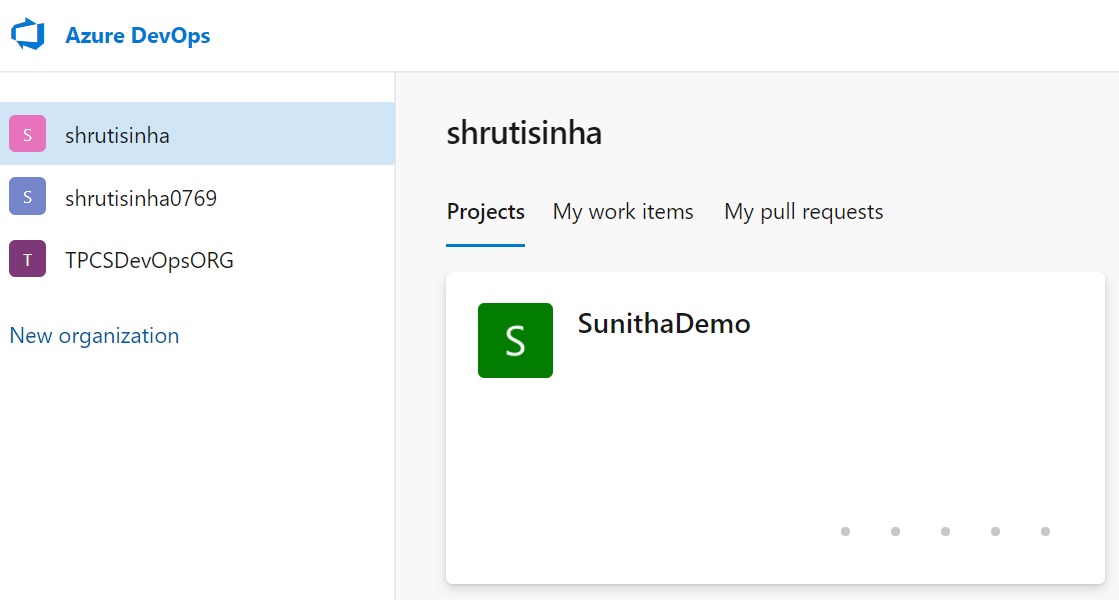 Azure DevOps
S shrutisinha
S shrutisinha0769
T TPCSDevOpsORG
New organization
shrutisinha
Projects My work items My pull requests
S SunithaDemo